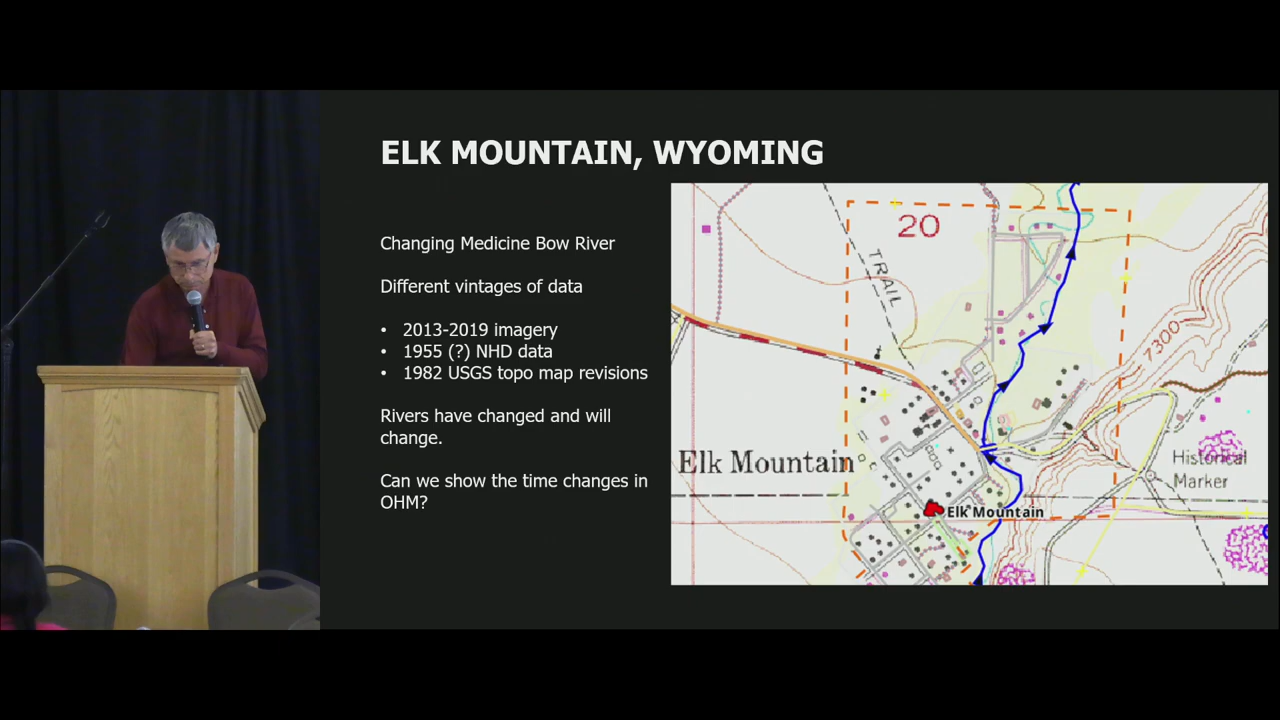 ELK MOUNTAIN, WYOMING
Changing Medicine Bow River
Different vintages of data
• 2013-2019 imagery
• 1955 (?) NHD data
• 1982 USGS topo map revisions
Rivers have changed and will
change.
Can we show the time changes in
OHM?
20
TRAIL
7300
Elk Mountain
Historical
Marker
Elk Mountain